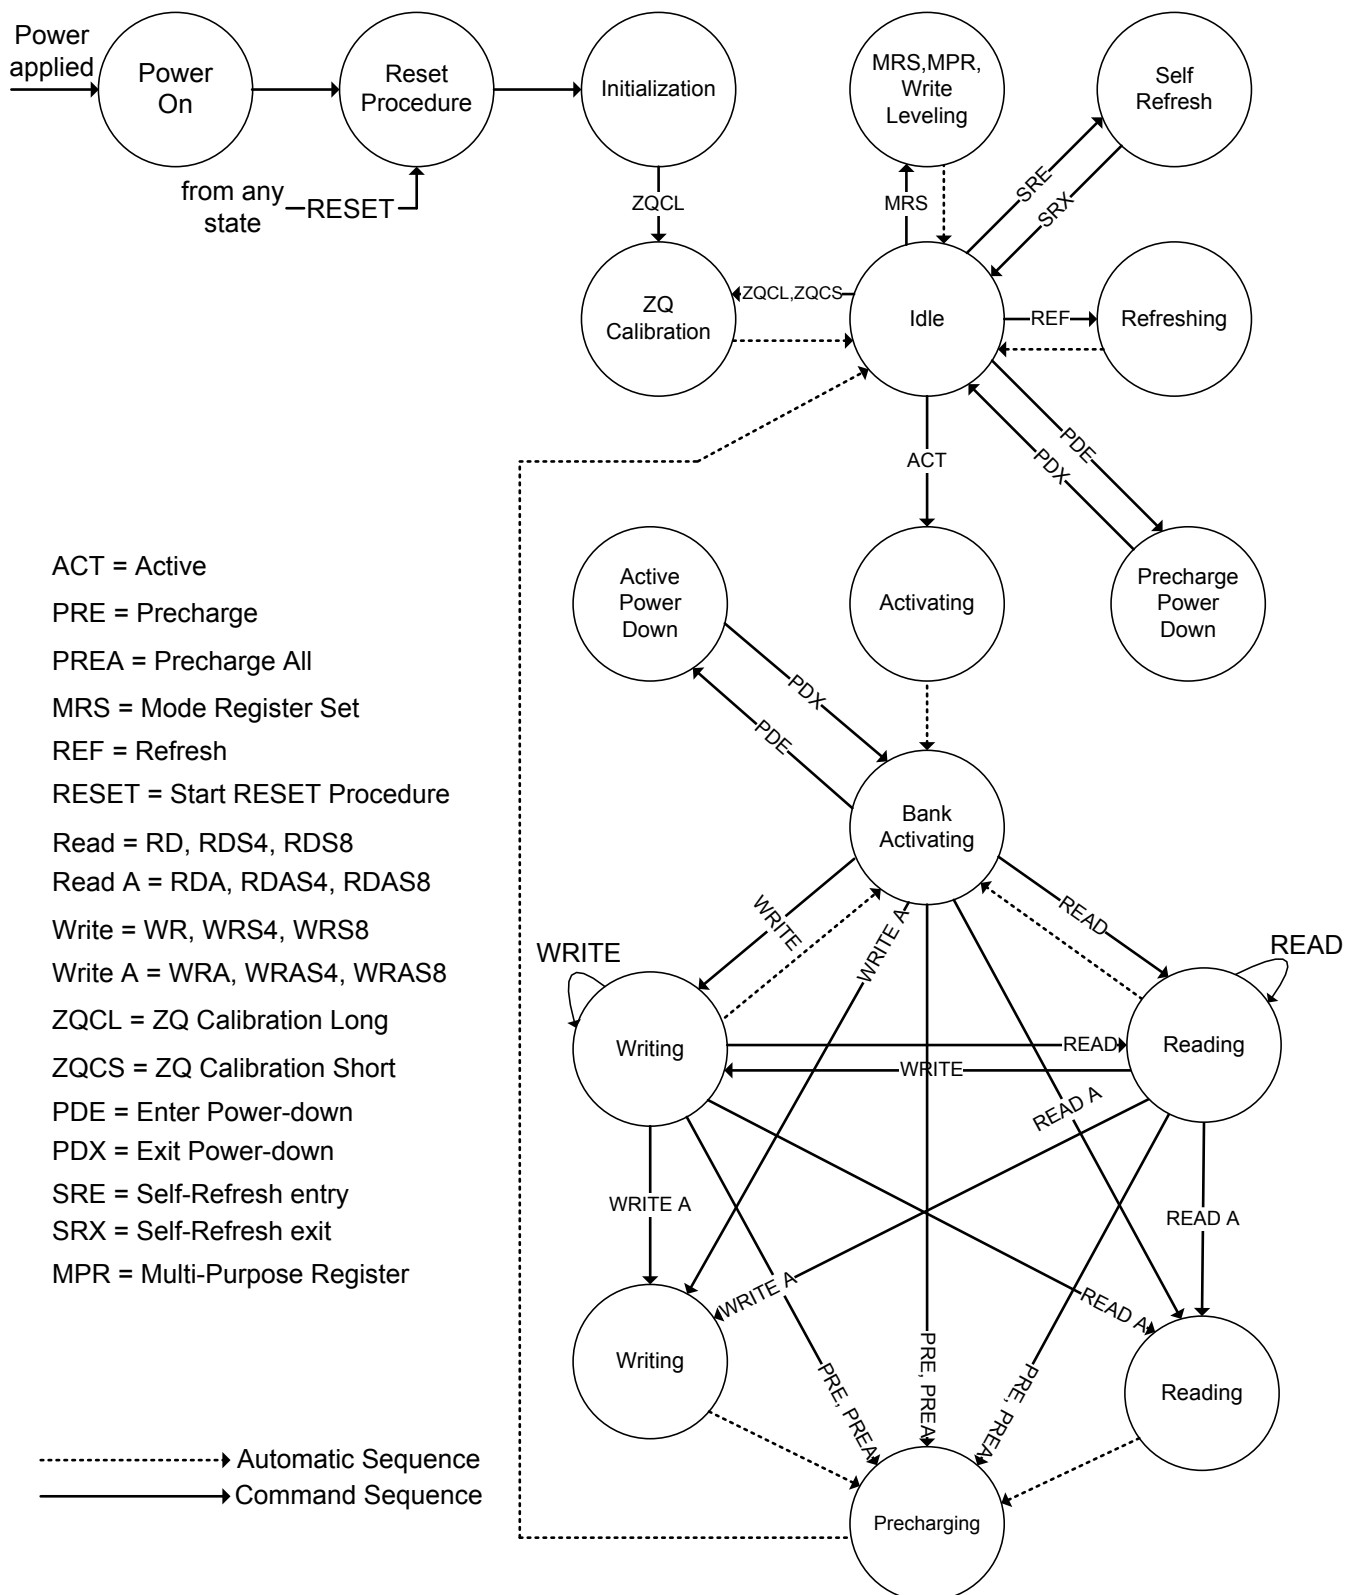 Power
applied
Power
On
Reset
Procedure
Initialization
MRS,MPR,
Write
Leveling
Self
Refresh
from any
state
RESET
ZQCL
MRS
SRE
SRX
ZQ
Calibration
ZQCL,ZQCS
Idle
REF
Refreshing
ACT
PDE
PDX
Active
Power
Down
Activating
Precharge
Power
Down
PDX
PDE
Bank
Activating
ACT = Active
PRE = Precharge
PREA = Precharge All
MRS = Mode Register Set
REF = Refresh
RESET = Start RESET Procedure
Read = RD, RDS4, RDS8
Read A = RDA, RDAS4, RDAS8
Write = WR, WRS4, WRS8
Write A = WRA, WRAS4, WRAS8
ZQCL = ZQ Calibration Long
ZQCS = ZQ Calibration Short
PDE = Enter Power-down
PDX = Exit Power-down
SRE = Self-Refresh entry
SRX = Self-Refresh exit
MPR = Multi-Purpose Register
WRITE
WRITE A
READ
WRITE
READ
Writing
READ
WRITE
Reading
READ A
WRITE A
READ A
WRITE A
READ A
Writing
PRE, PREA
PRE, PREA
PRE, PREA
Reading
Precharging
Automatic Sequence
Command Sequence